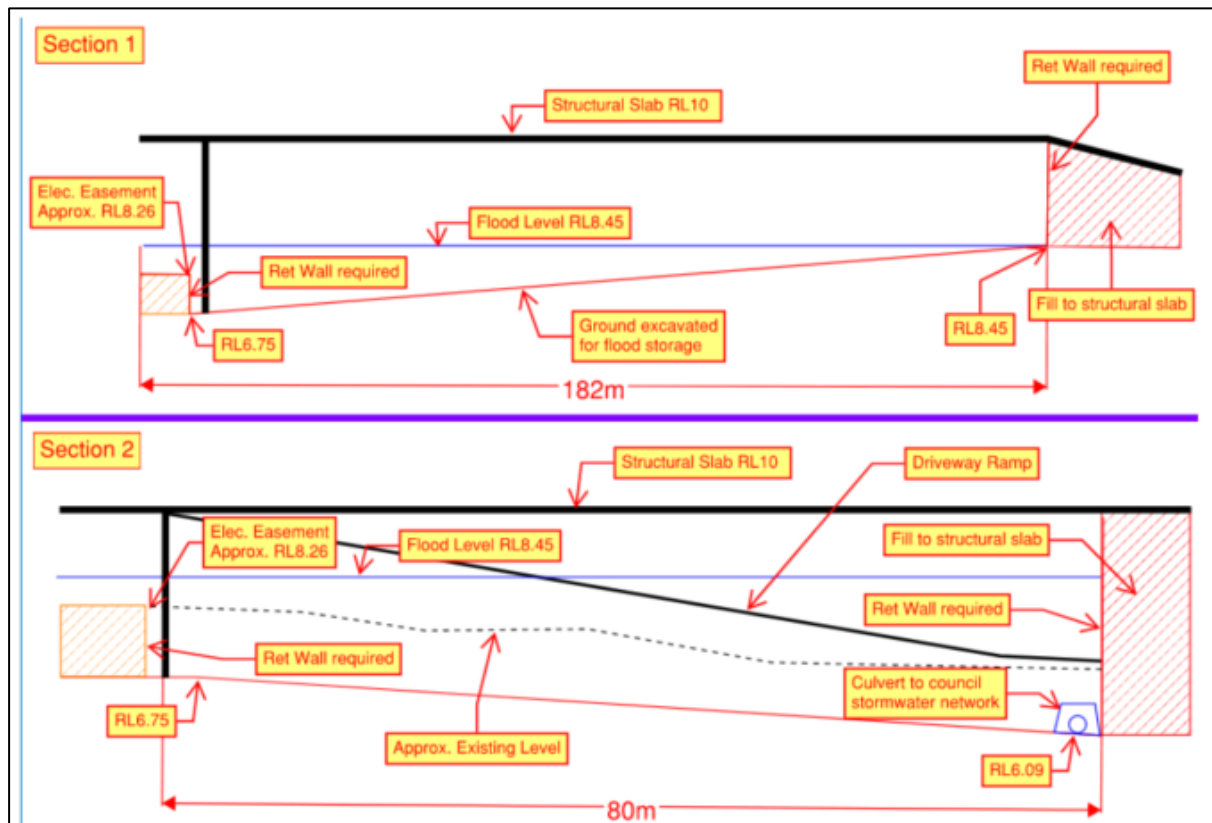 Section 1
Ret Wall required
Structural Slab RL10
Elec. Easement
Approx. RL8.26
Flood Level RL8.45
Ret Wall required
Fill to structural slab
RL6.75
Ground excavated
for flood storage
RL8.45
182m
Section 2
Structural Slab RL10
Driveway Ramp
Elec. Easement
Approx. RL8.26
Flood Level RL8.45
Fill to structural slab
Ret Wall required
Ret Wall required
Culvert to council
stormwater network
RL6.75
Approx. Existing Level
RL6.09
80m